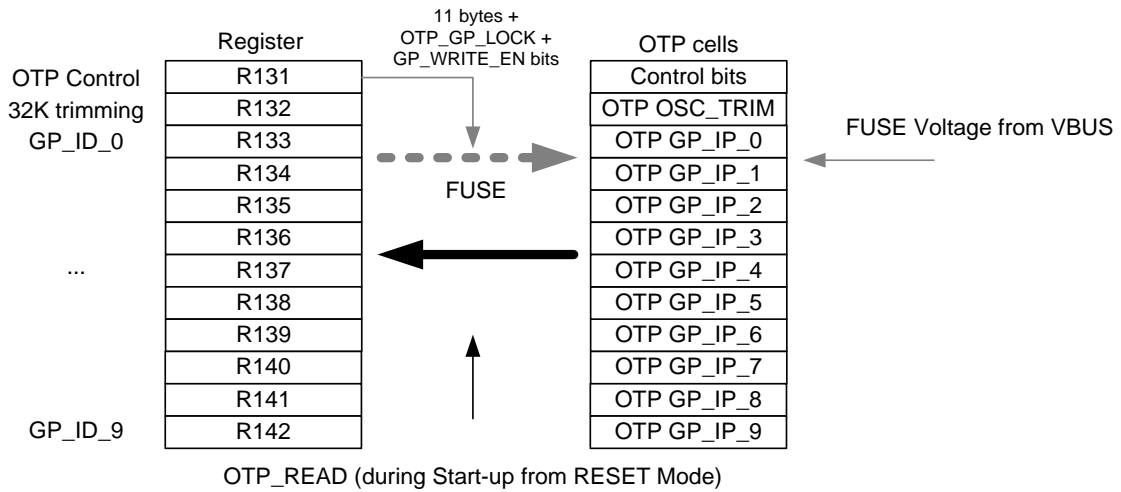 11 bytes +
OTP_GP_LOCK +
GP_WRITE_EN bits
Register
OTP cells
OTP Control
R131
Control bits
32K trimming
R132
OTP OSC_TRIM
GP_ID_0
R133
OTP GP_IP_0
FUSE Voltage from VBUS
R134
OTP GP_IP_1
FUSE
R135
OTP GP_IP_2
R136
OTP GP_IP_3
...
R137
OTP GP_IP_4
R138
OTP GP_IP_5
R139
OTP GP_IP_6
R140
OTP GP_IP_7
R141
OTP GP_IP_8
GP_ID_9
R142
OTP GP_IP_9
OTP_READ (during Start-up from RESET Mode)